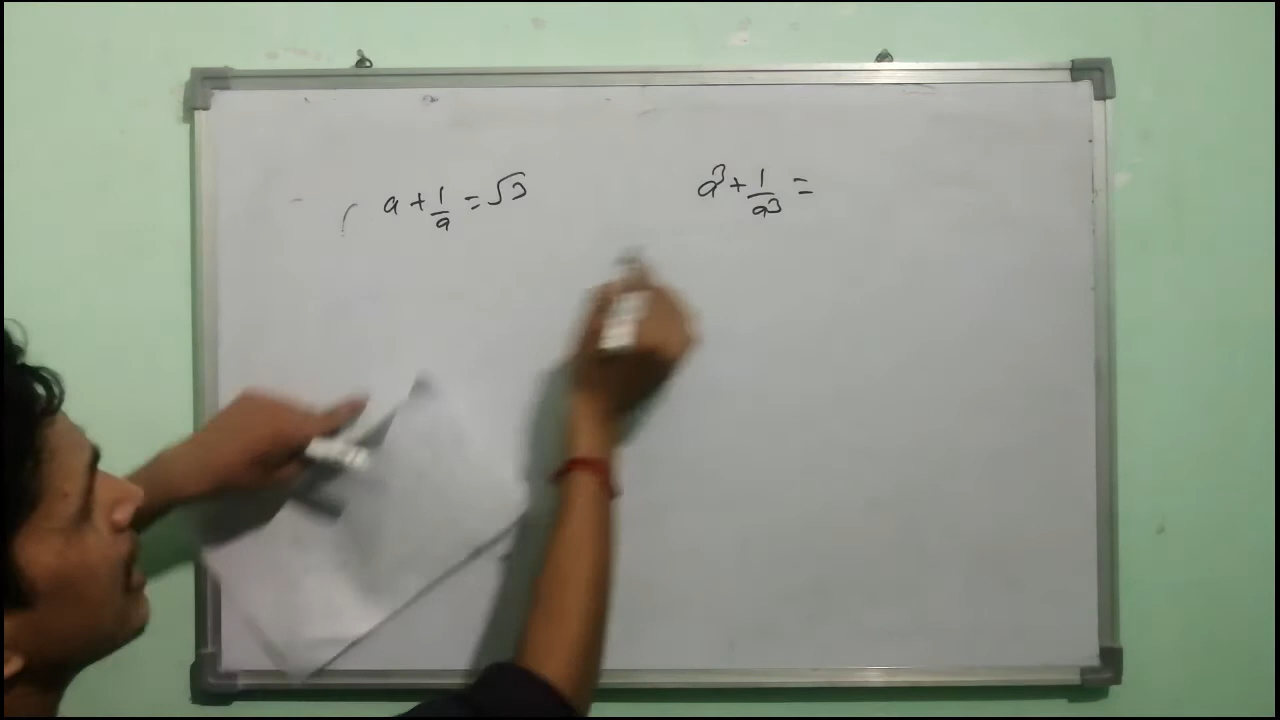 a + 1/a = √3
a³ + 1/a³ =